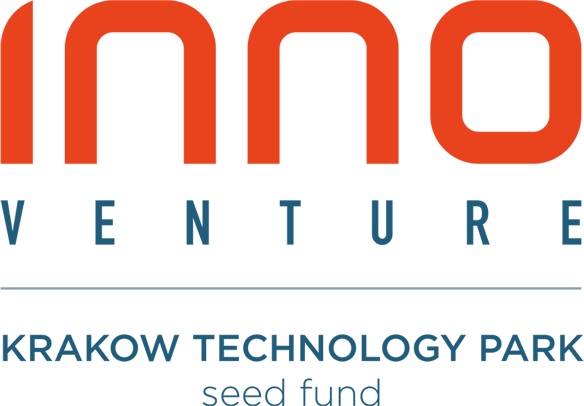 INNO
VENTURE
KRAKOW TECHNOLOGY PARK
seed fund